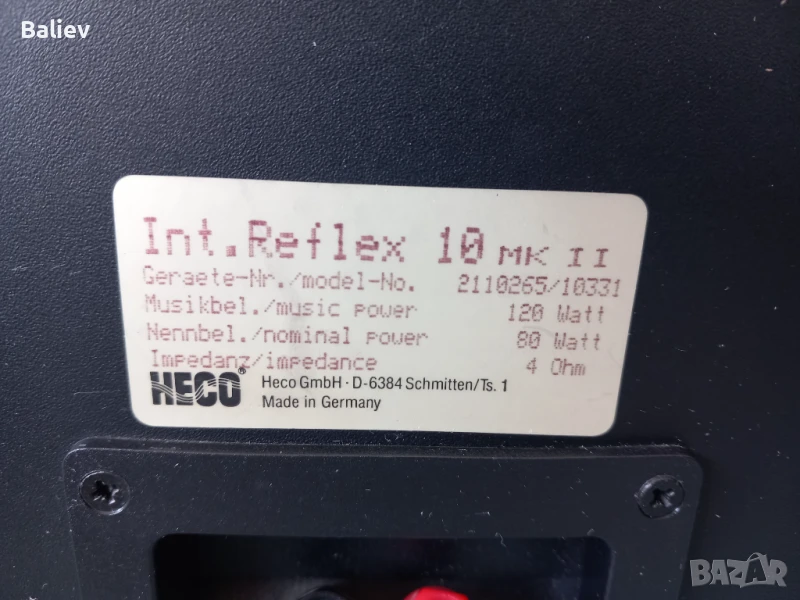 Baliev
Int.Reflex 10 MK II
Geraete-Nr./model-No. 2110265/10331
Musikbel./music power 120 Watt
Nennbel./nominal power 80 Watt
Impedanz/impedance 4 Ohm
HECO® Heco GmbH · D-6384 Schmitten/Ts. 1
Made in Germany
BAZAR